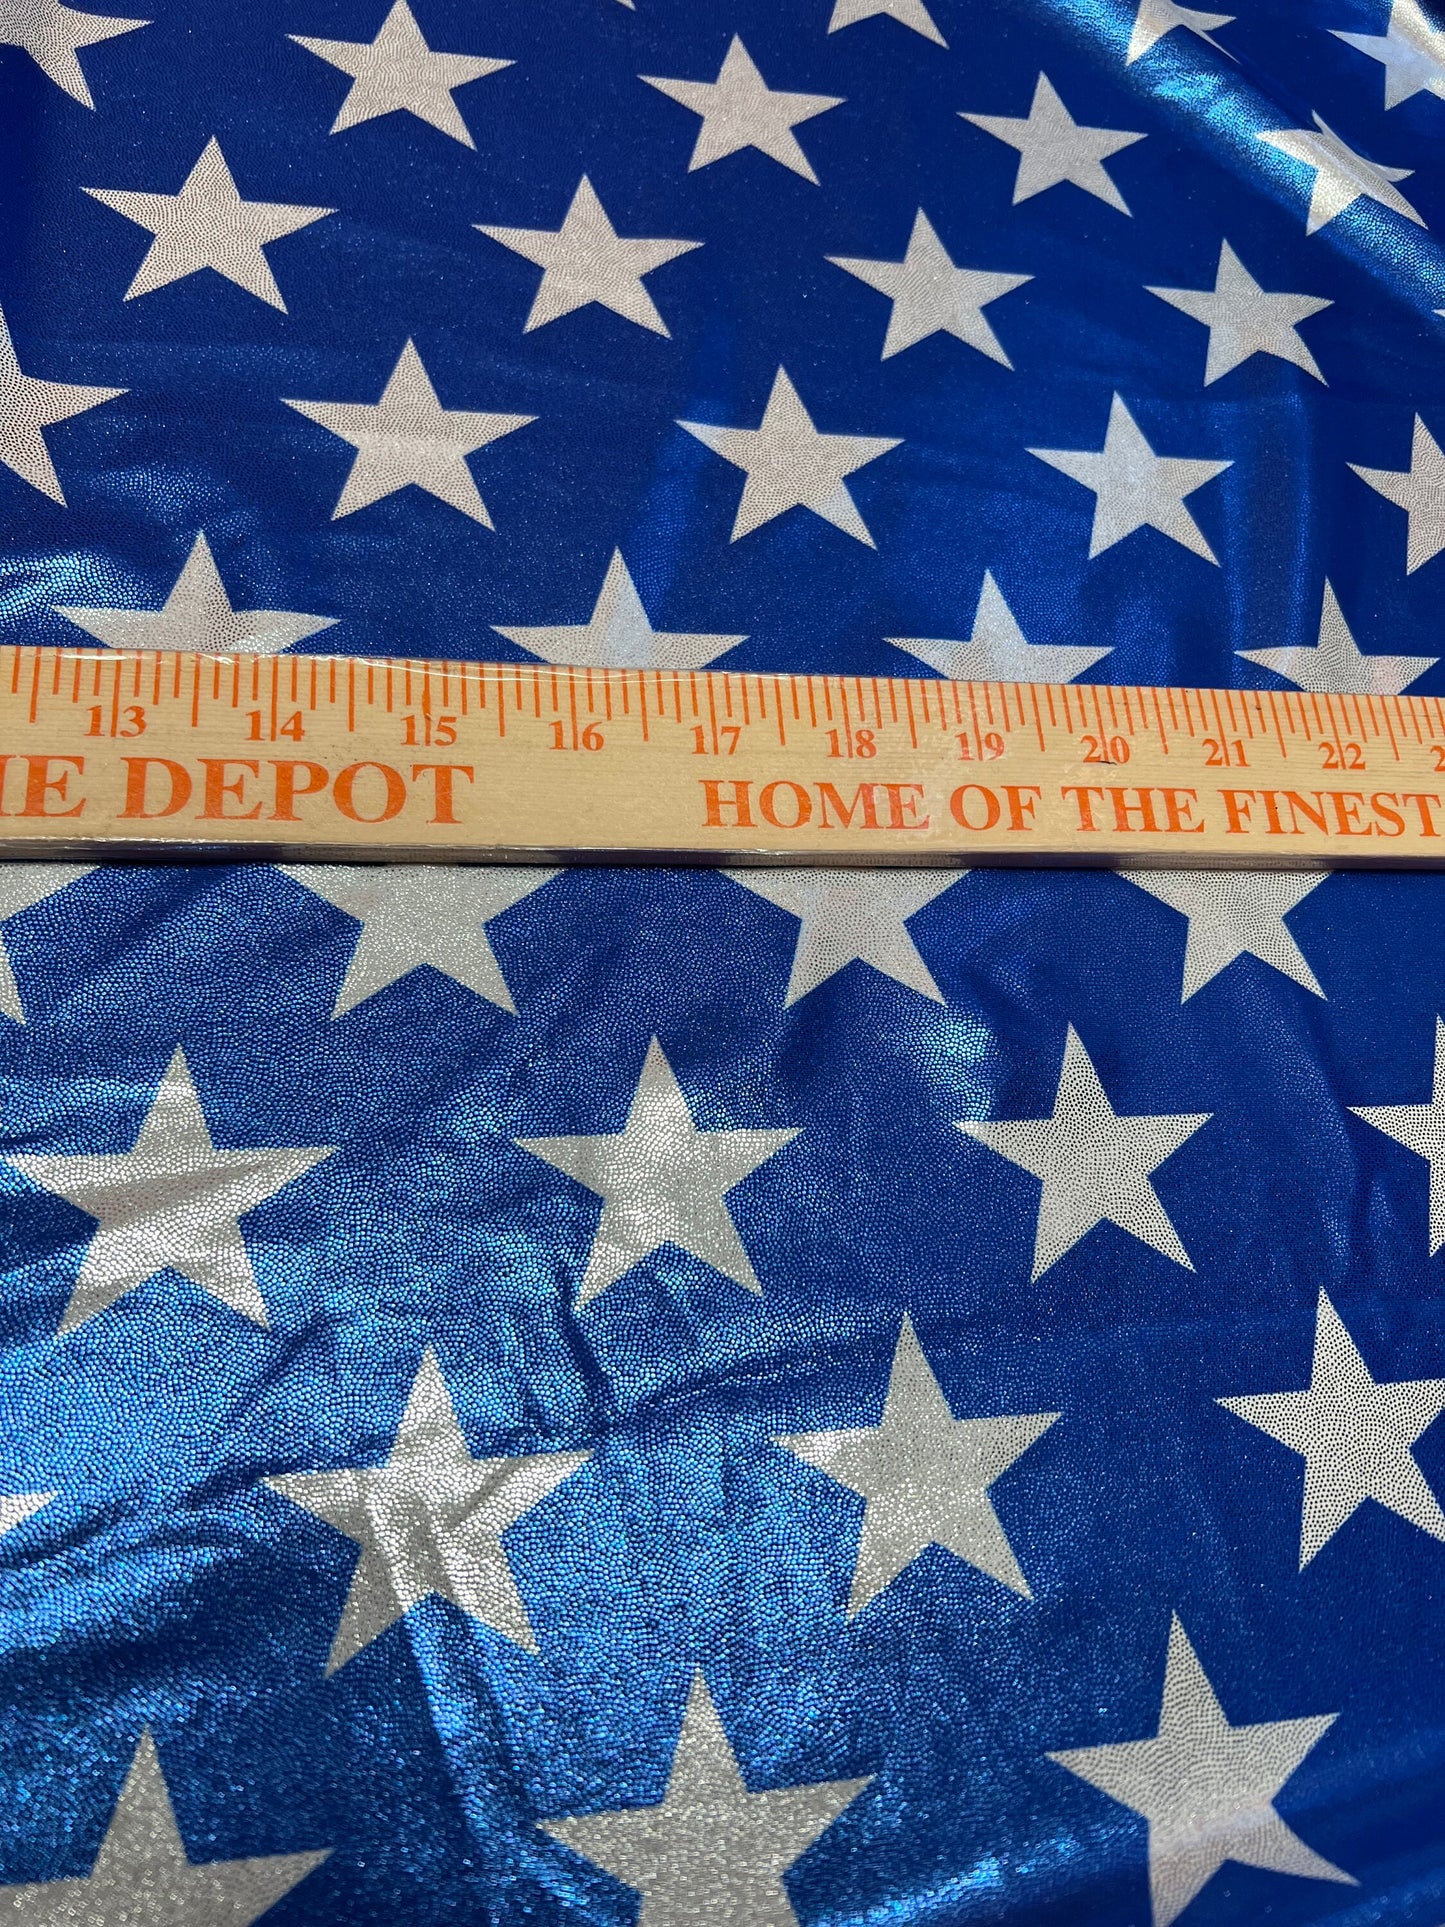 13 14 15 16 17 18 19 20 21 22
DEPOT HOME OF THE FINEST